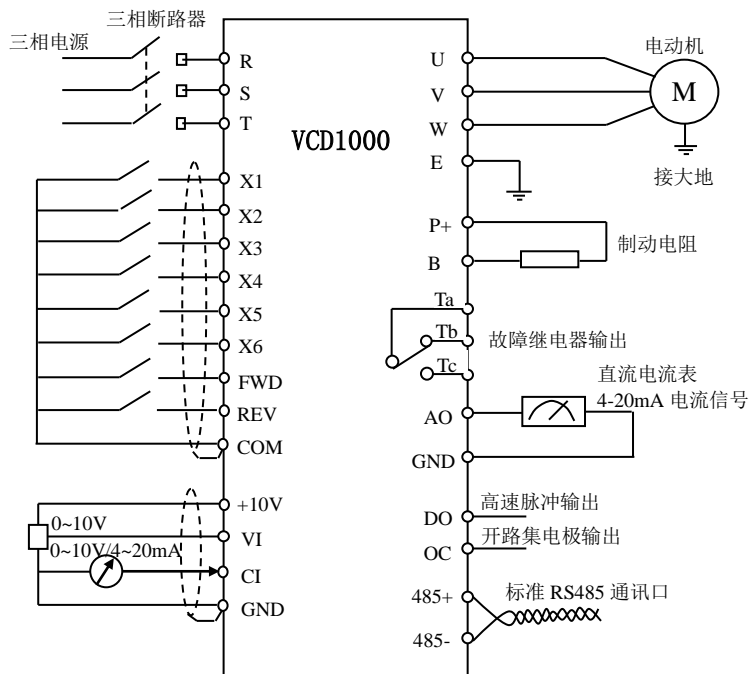 三相断路器
三相电源
R
S
T
VCD1000
X1
X2
X3
X4
X5
X6
FWD
REV
COM
+10V
0~10V
VI
0~10V/4~20mA
CI
GND
U
V
W
E
电动机
M
接大地
P+
B
制动电阻
Ta
Tb
Tc
故障继电器输出
直流电流表
4-20mA 电流信号
AO
GND
DO
高速脉冲输出
OC
开路集电极输出
485+
485-
标准 RS485 通讯口